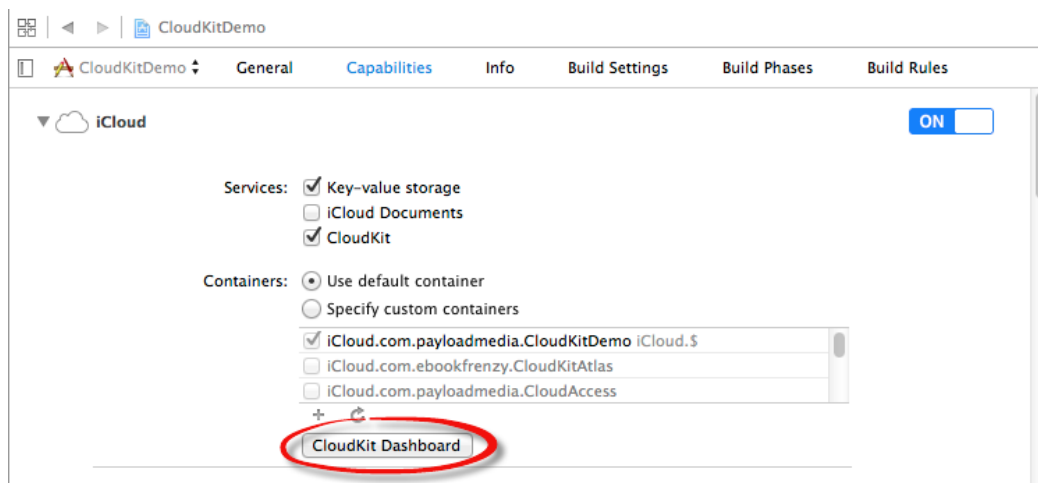 CloudKitDemo
CloudKitDemo General Capabilities Info Build Settings Build Phases Build Rules
iCloud ON
Services: Key-value storage
iCloud Documents
CloudKit
Containers: Use default container
Specify custom containers
iCloud.com.payloadmedia.CloudKitDemo iCloud.$
iCloud.com.ebookfrenzy.CloudKitAtlas
iCloud.com.payloadmedia.CloudAccess
CloudKit Dashboard